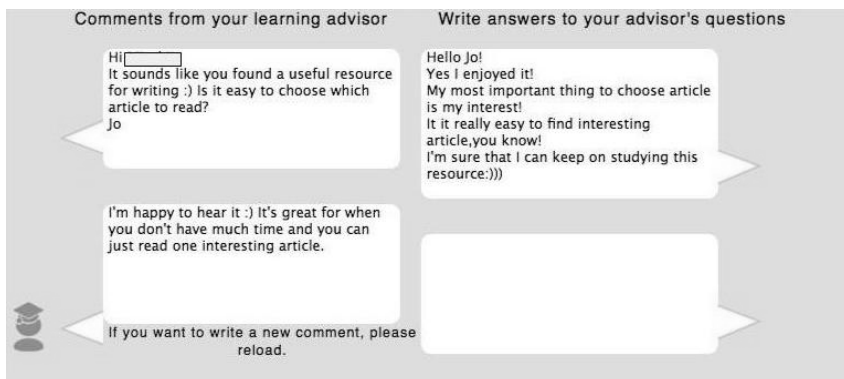 Comments from your learning advisor
Write answers to your advisor's questions
Hi
It sounds like you found a useful resource
for writing :) Is it easy to choose which
article to read?
Jo
Hello Jo!
Yes I enjoyed it!
My most important thing to choose article
is my interest!
It it really easy to find interesting
article,you know!
I'm sure that I can keep on studying this
resource:)))
I'm happy to hear it :) It's great for when
you don't have much time and you can
just read one interesting article.
If you want to write a new comment, please
reload.